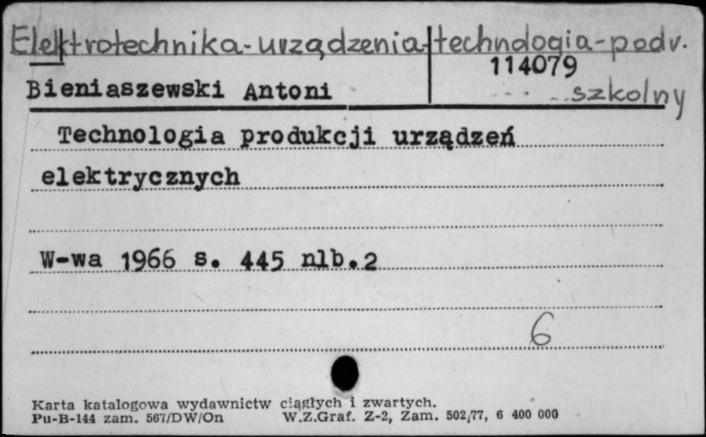 Elektrotechnika-urządzenia-technologia-podr.
114079
Bieniaszewski Antoni
szkolny
Technologia produkcji urządzeń
elektrycznych
W-wa 1966 s. 445 nlb.2
6
Karta katalogowa wydawnictw ciągłych i zwartych.
Pu-B-144 zam. 567/DW/On W.Z.Graf. Z-2, Zam. 502/77, 6 400 000